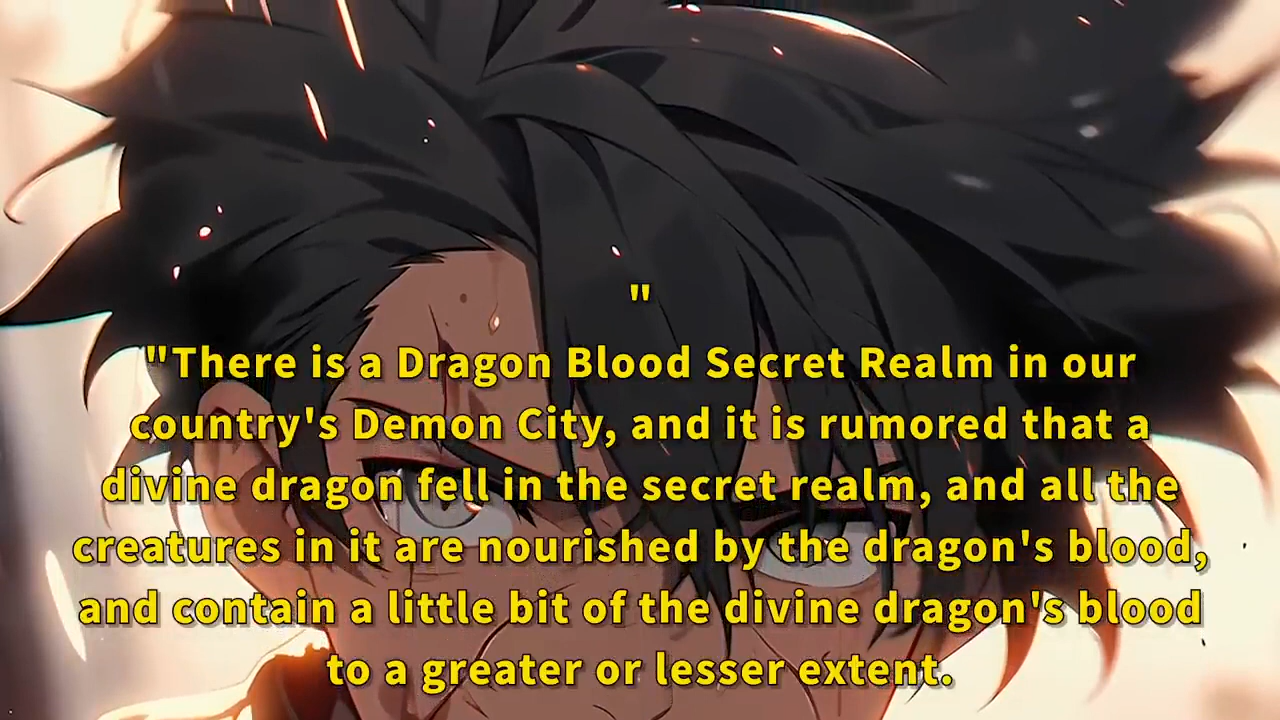 "
"There is a Dragon Blood Secret Realm in our
country's Demon City, and it is rumored that a
divine dragon fell in the secret realm, and all the
creatures in it are nourished by the dragon's blood,
and contain a little bit of the divine dragon's blood
to a greater or lesser extent.